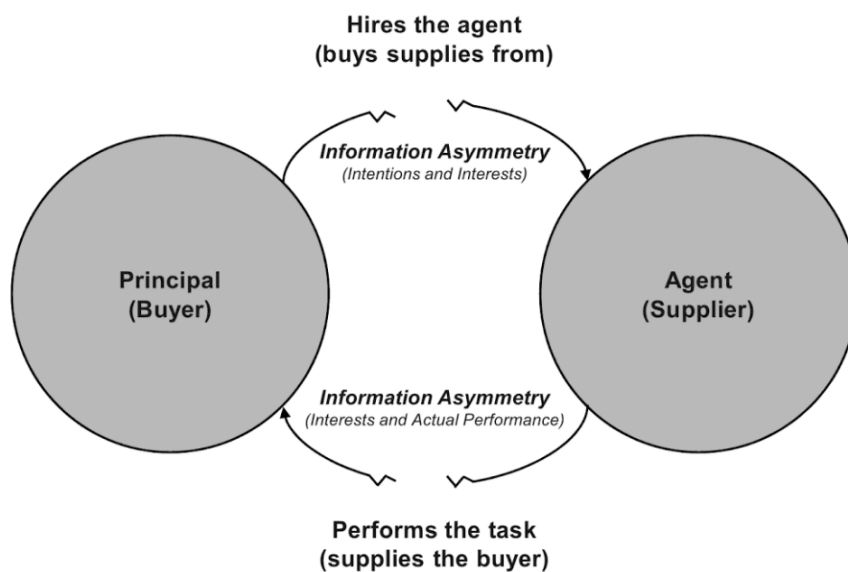 Hires the agent
(buys supplies from)
Information Asymmetry
(Intentions and Interests)
Principal
(Buyer)
Agent
(Supplier)
Information Asymmetry
(Interests and Actual Performance)
Performs the task
(supplies the buyer)